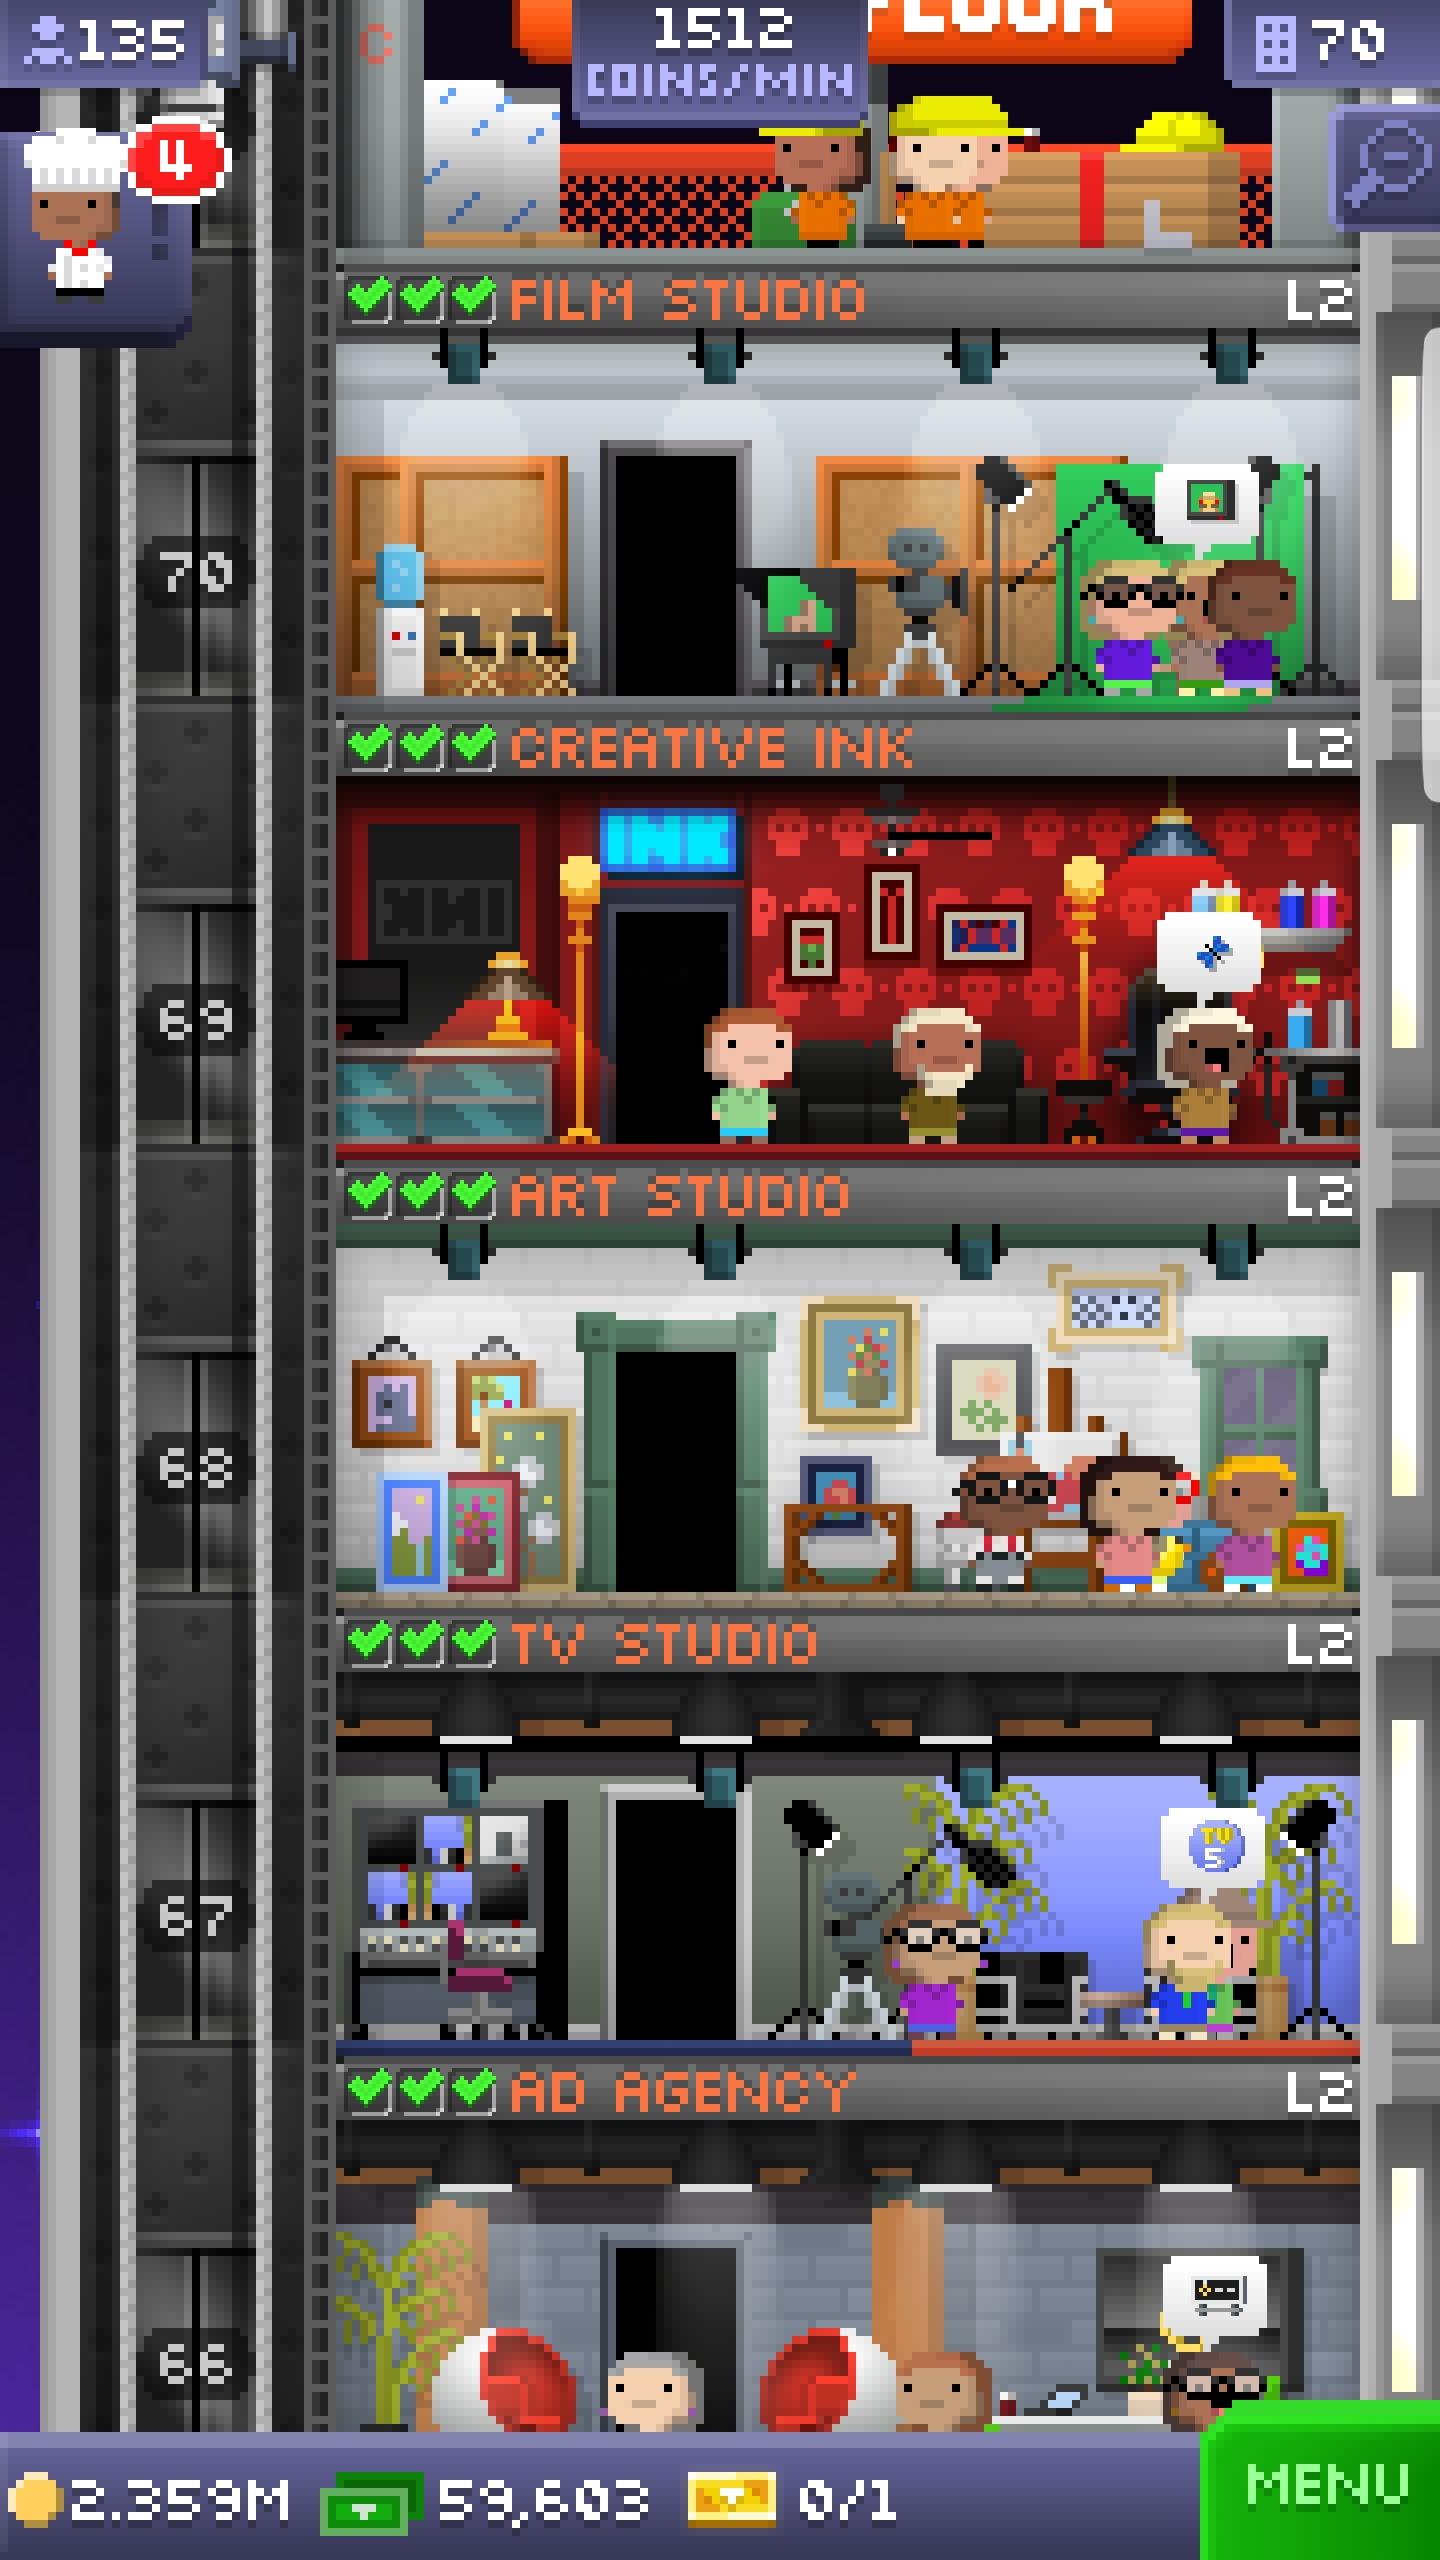 135
1512
COINS/MIN
FLOOR
70
4
FILM STUDIO L2
70
CREATIVE INK L2
INK
69
ART STUDIO L2
68
TV STUDIO L2
TV
5
67
AD AGENCY L2
66
2.359M 59,603 0/1
MENU